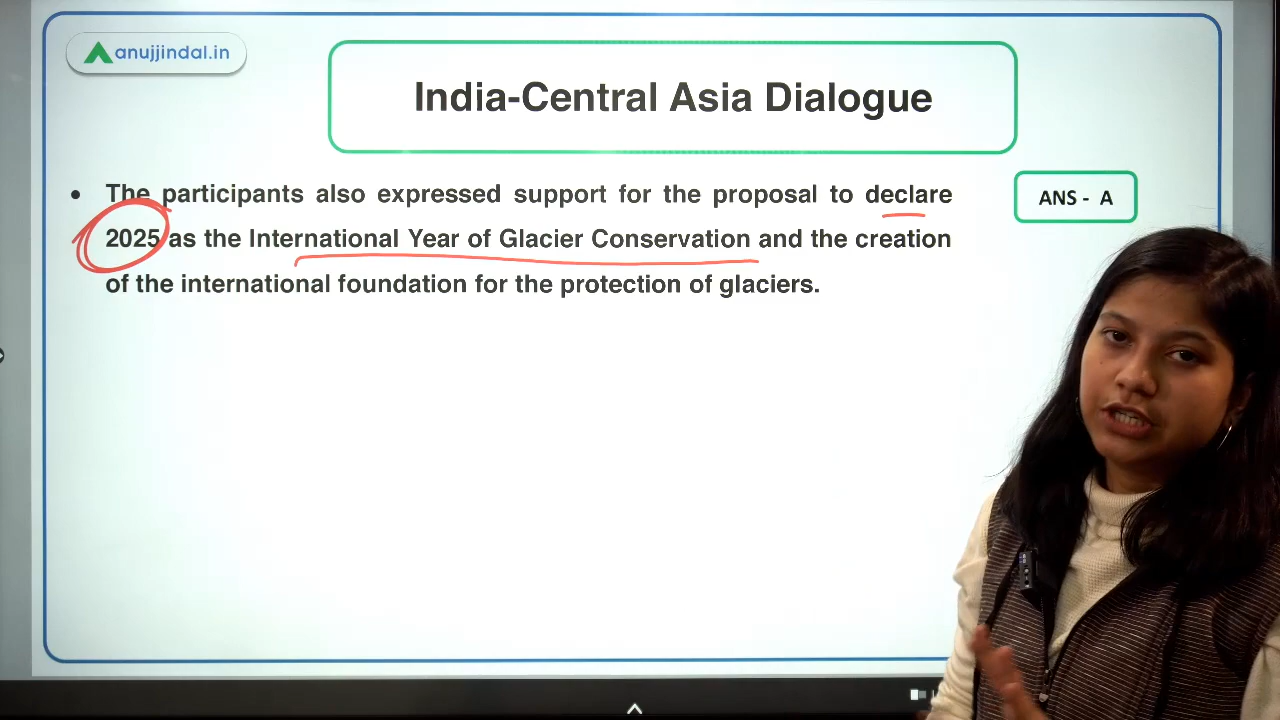 anujjindal.in
India-Central Asia Dialogue
• The participants also expressed support for the proposal to declare
2025 as the International Year of Glacier Conservation and the creation
of the international foundation for the protection of glaciers.
ANS - A